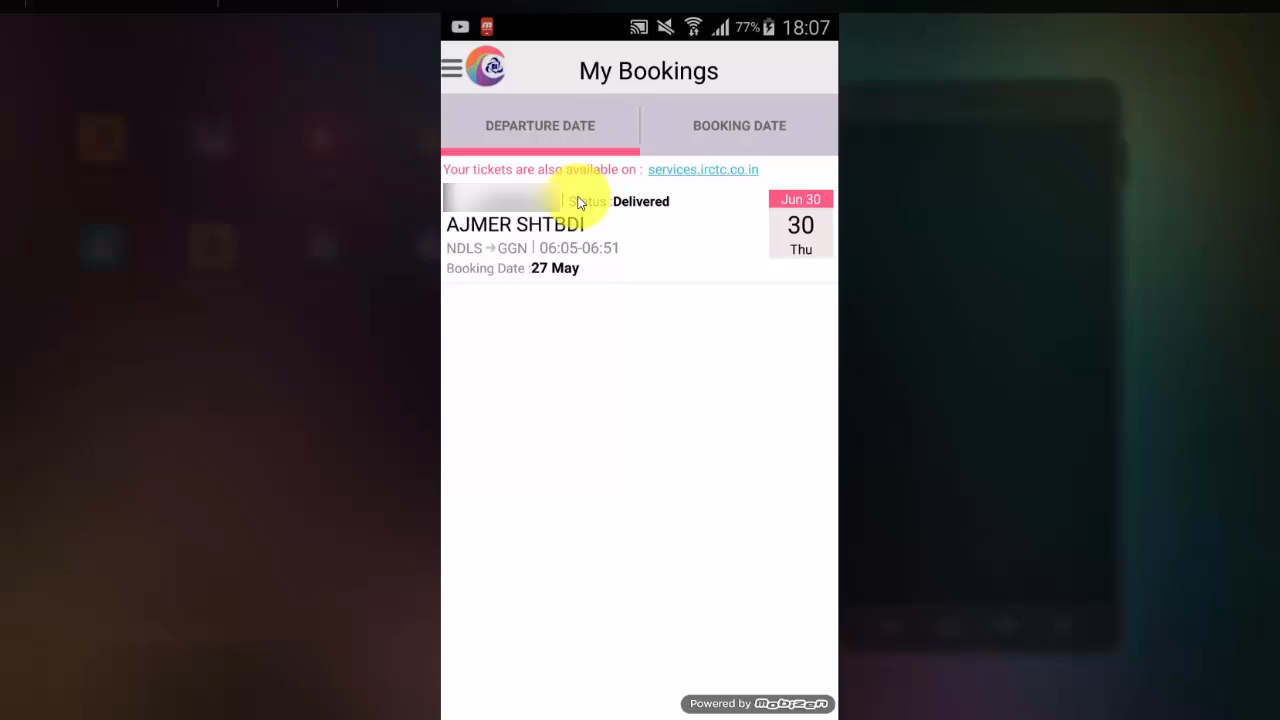 77% 18:07
My Bookings
DEPARTURE DATE BOOKING DATE
Your tickets are also available on : services.irctc.co.in
| Status :Delivered
Jun 30
AJMER SHTBDI
30
NDLS → GGN | 06:05-06:51
Thu
Booking Date :27 May
Powered by mobizen